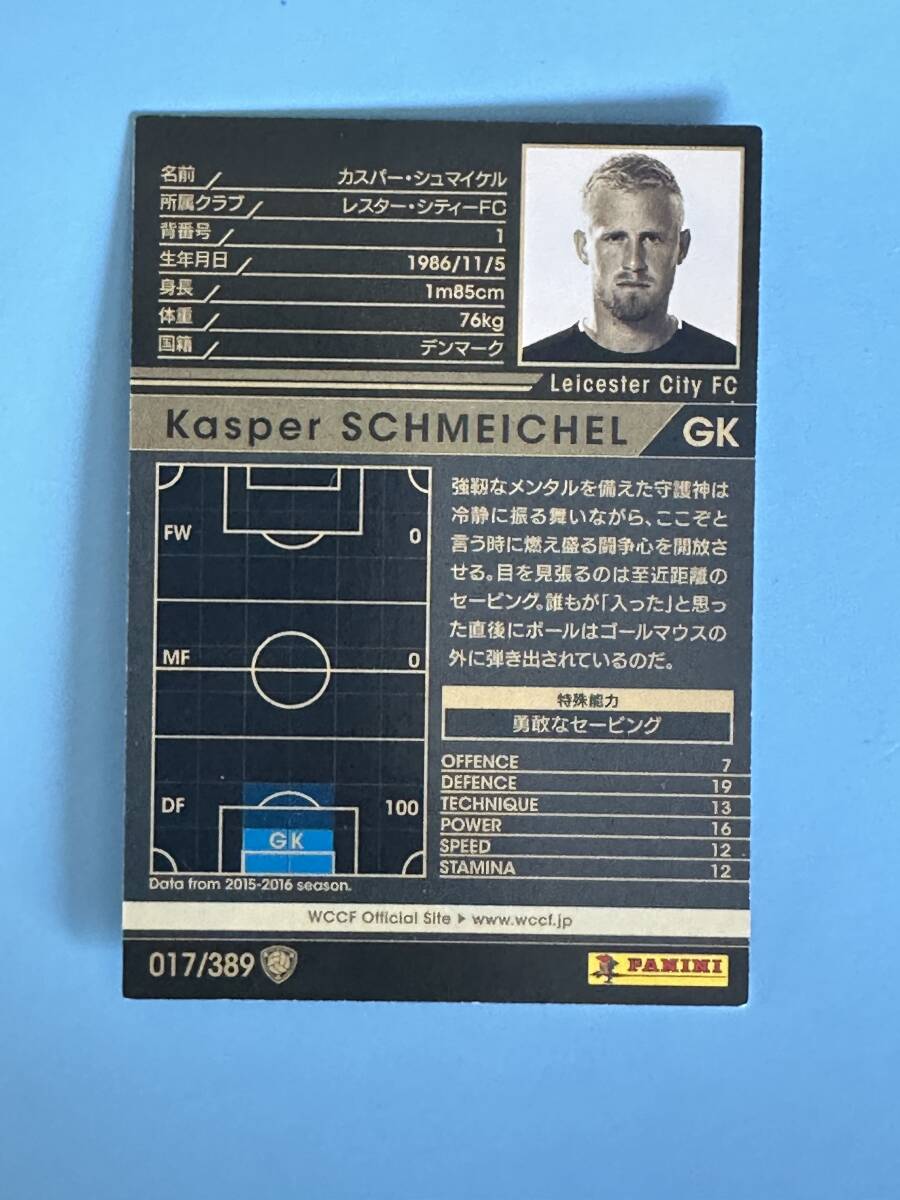 名前 カスパー・シュマイケル
所属クラブ レスター・シティーFC
背番号 1
生年月日 1986/11/5
身長 1m85cm
体重 76kg
国籍 デンマーク
Leicester City FC
Kasper SCHMEICHEL GK
FW 0
MF 0
DF 100
GK
Data from 2015-2016 season.
強靱なメンタルを備えた守護神は
冷静に振る舞いながら、ここぞと
言う時に燃え盛る闘争心を開放さ
せる。目を見張るのは至近距離の
セービング。誰もが「入った」と思っ
た直後にボールはゴールマウスの
外に弾き出されているのだ。
特殊能力
勇敢なセービング
OFFENCE 7
DEFENCE 19
TECHNIQUE 13
POWER 16
SPEED 12
STAMINA 12
WCCF Official Site ▶ www.wccf.jp
017/389
PANINI